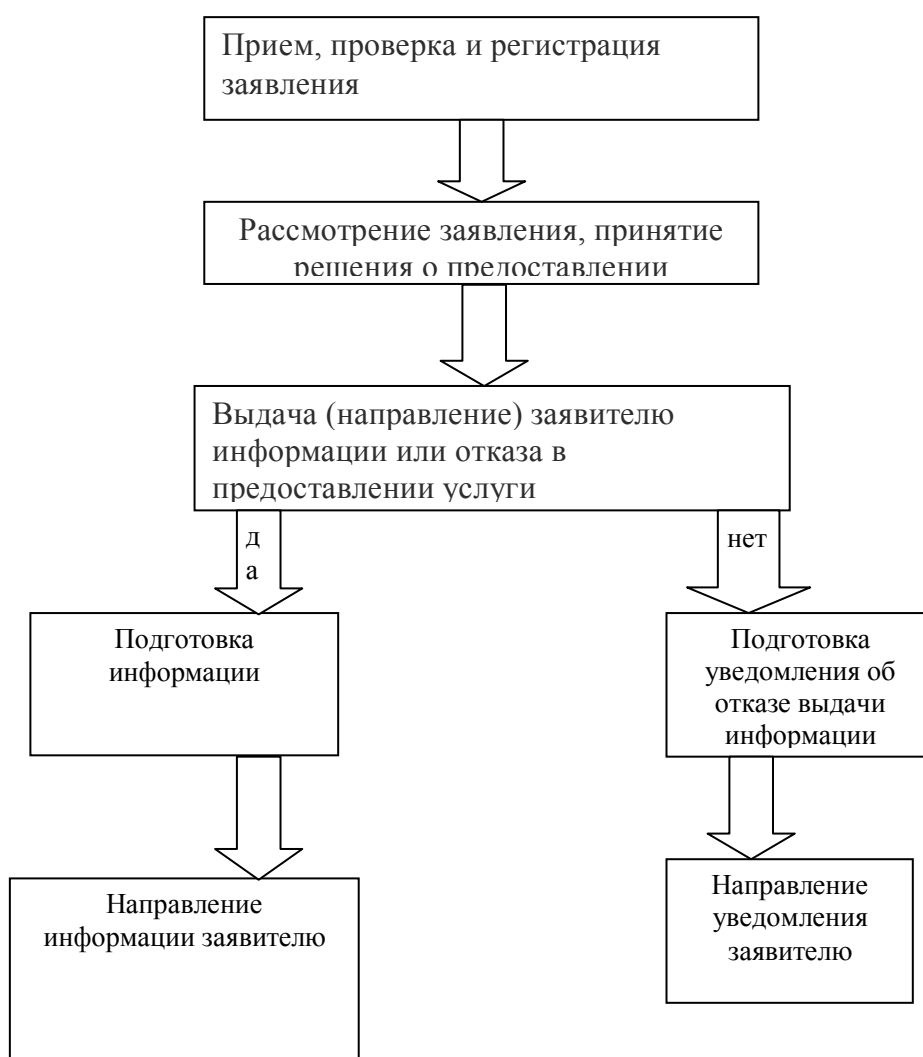 Прием, проверка и регистрация
заявления
Рассмотрение заявления, принятие
решения о предоставлении
Выдача (направление) заявителю
информации или отказа в
предоставлении услуги
д
а
нет
Подготовка
информации
Подготовка
уведомления об
отказе выдачи
информации
Направление
информации заявителю
Направление
уведомления
заявителю